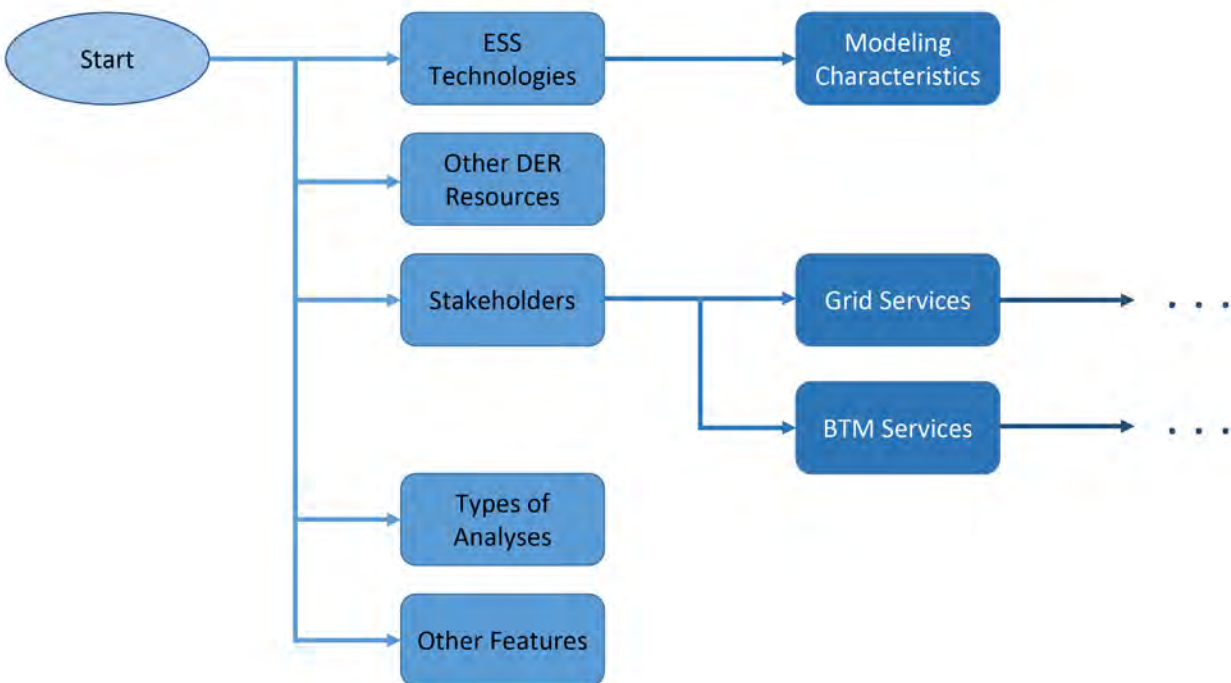 Start
ESS
Technologies
Modeling
Characteristics
Other DER
Resources
Stakeholders
Grid Services
. . .
BTM Services
. . .
Types of
Analyses
Other Features